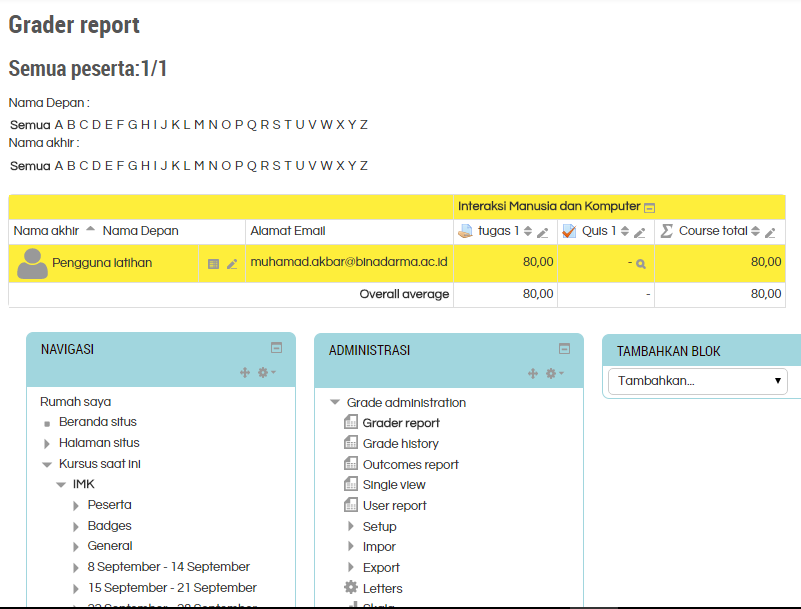 Grader report
Semua peserta:1/1
Nama Depan :
Semua A B C D E F G H I J K L M N O P Q R S T U V W X Y Z
Nama akhir :
Semua A B C D E F G H I J K L M N O P Q R S T U V W X Y Z
Interaksi Manusia dan Komputer
Nama akhir Nama Depan Alamat Email tugas 1 Quis 1 Σ Course total
Pengguna latihan muhamad.akbar@binadarma.ac.id 80,00 - 80,00
Overall average 80,00 - 80,00
NAVIGASI
Rumah saya
Beranda situs
Halaman situs
Kursus saat ini
IMK
Peserta
Badges
General
8 September - 14 September
15 September - 21 September
ADMINISTRASI
Grade administration
Grader report
Grade history
Outcomes report
Single view
User report
Setup
Impor
Export
Letters
TAMBAHKAN BLOK
Tambahkan...